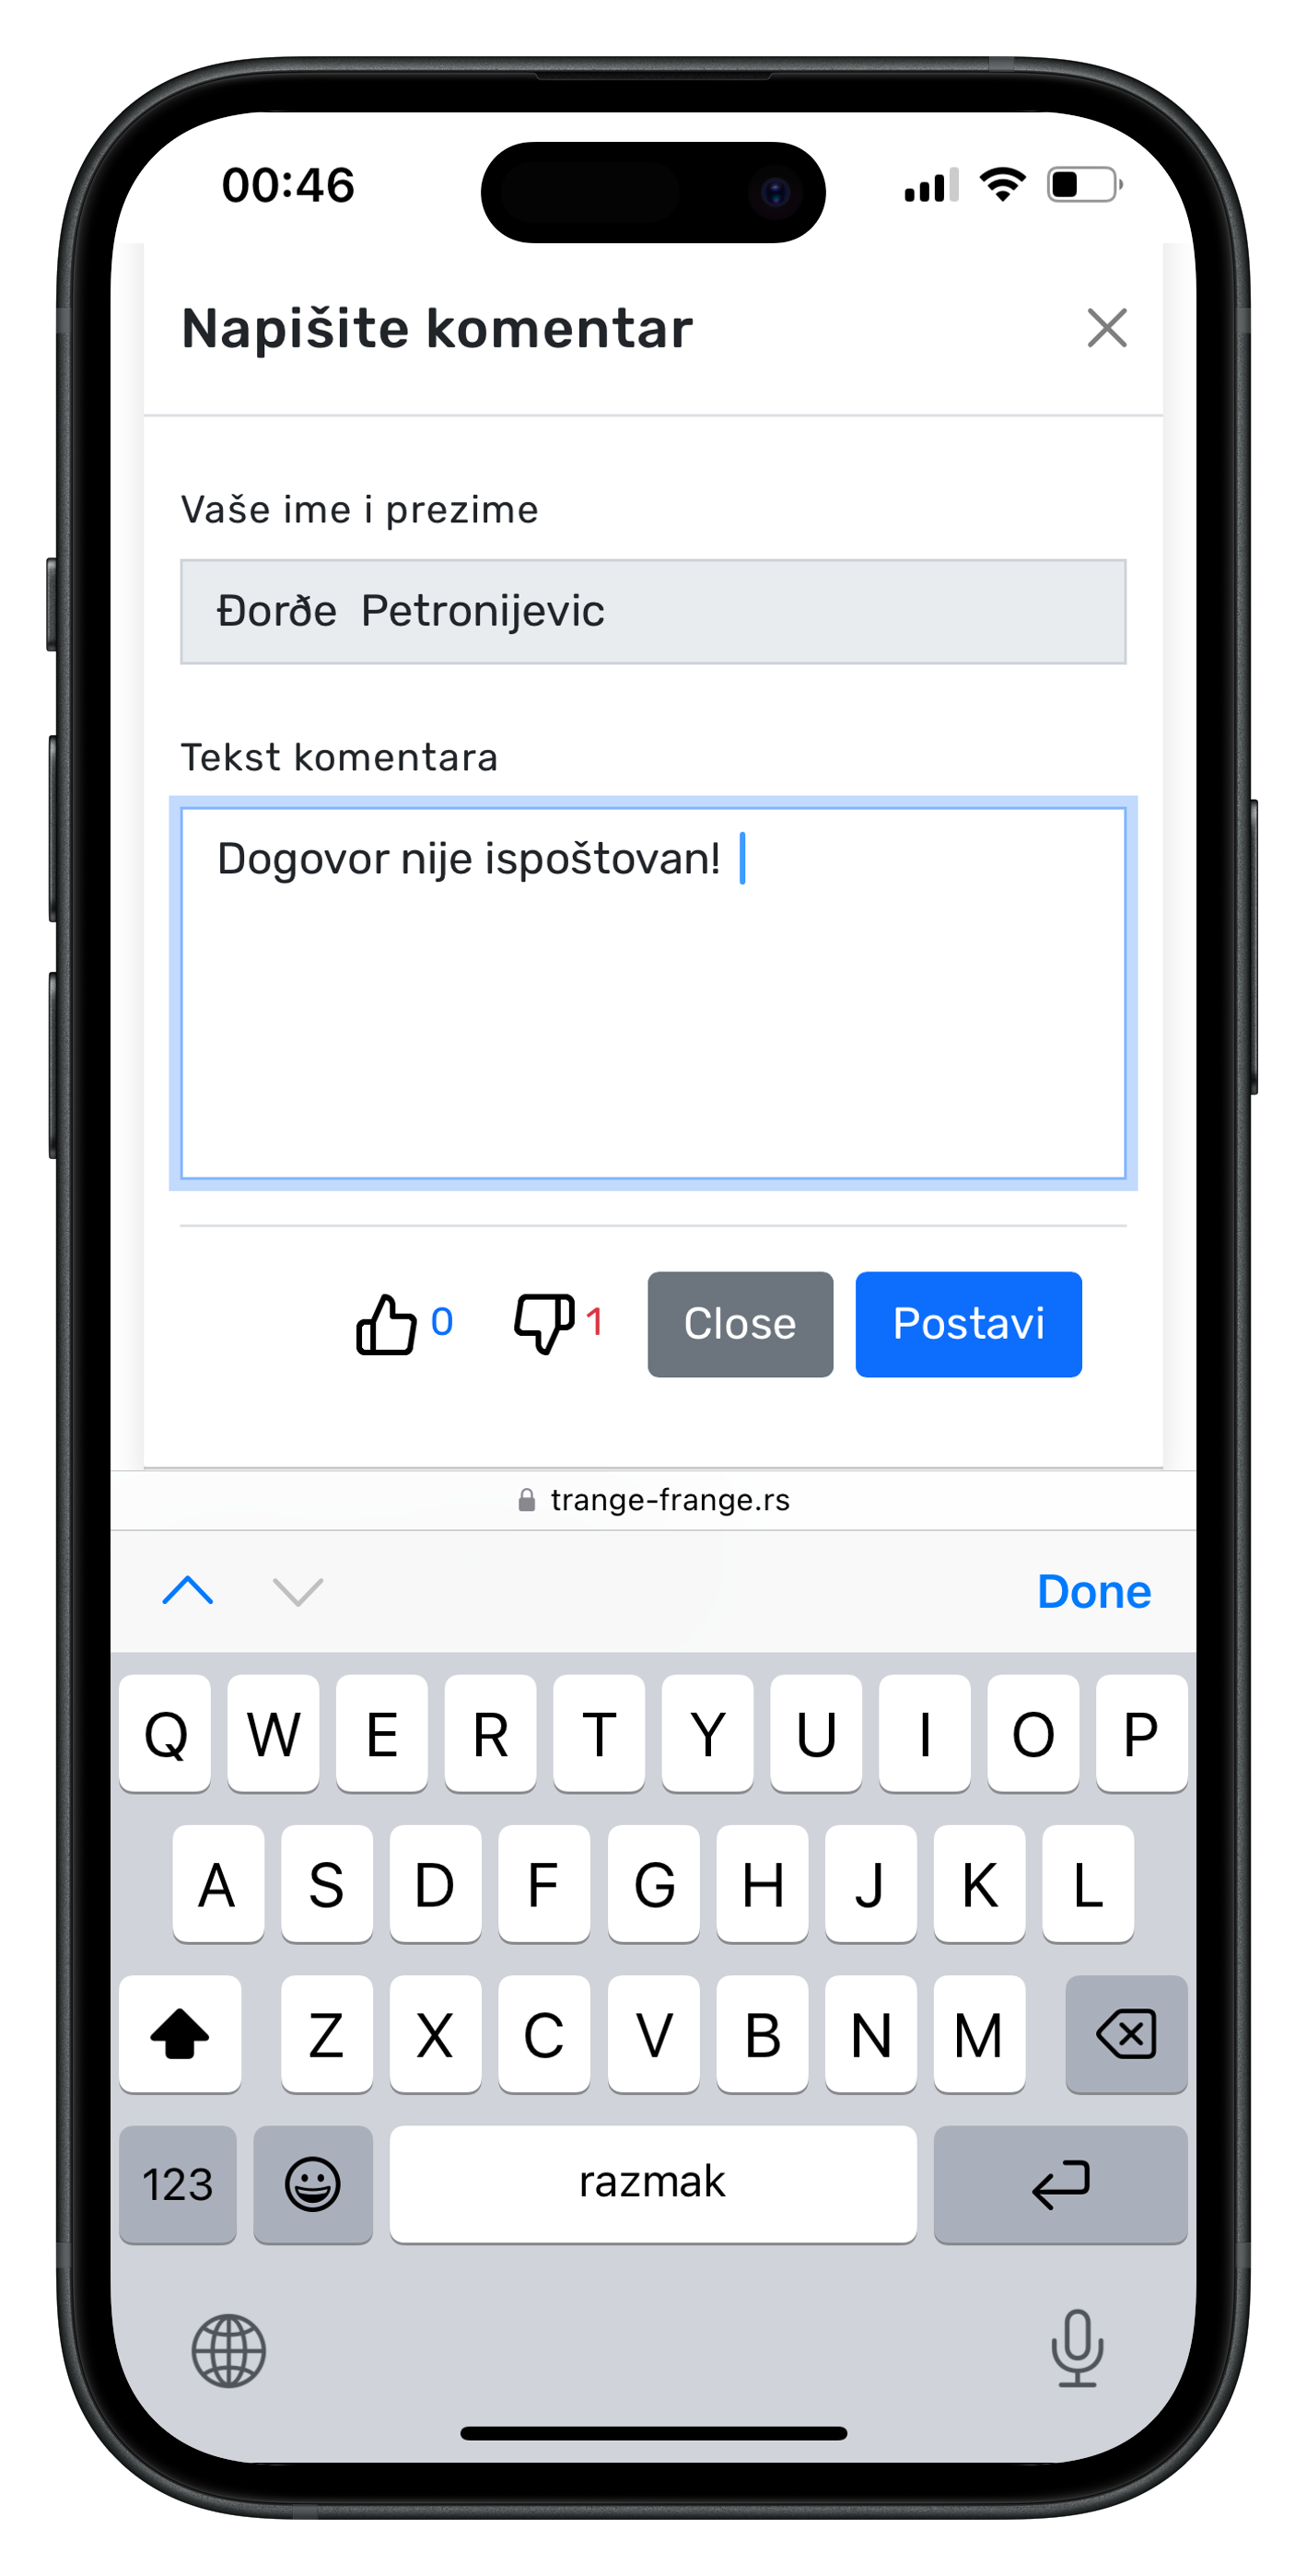 00:46
Napišite komentar
Vaše ime i prezime
Đorðe  Petronijevic
Tekst komentara
Dogovor nije ispoštovan!
0 1 Close Postavi
trange-frange.rs
Done
Q W E R T Y U I O P
A S D F G H J K L
Z X C V B N M
123 razmak